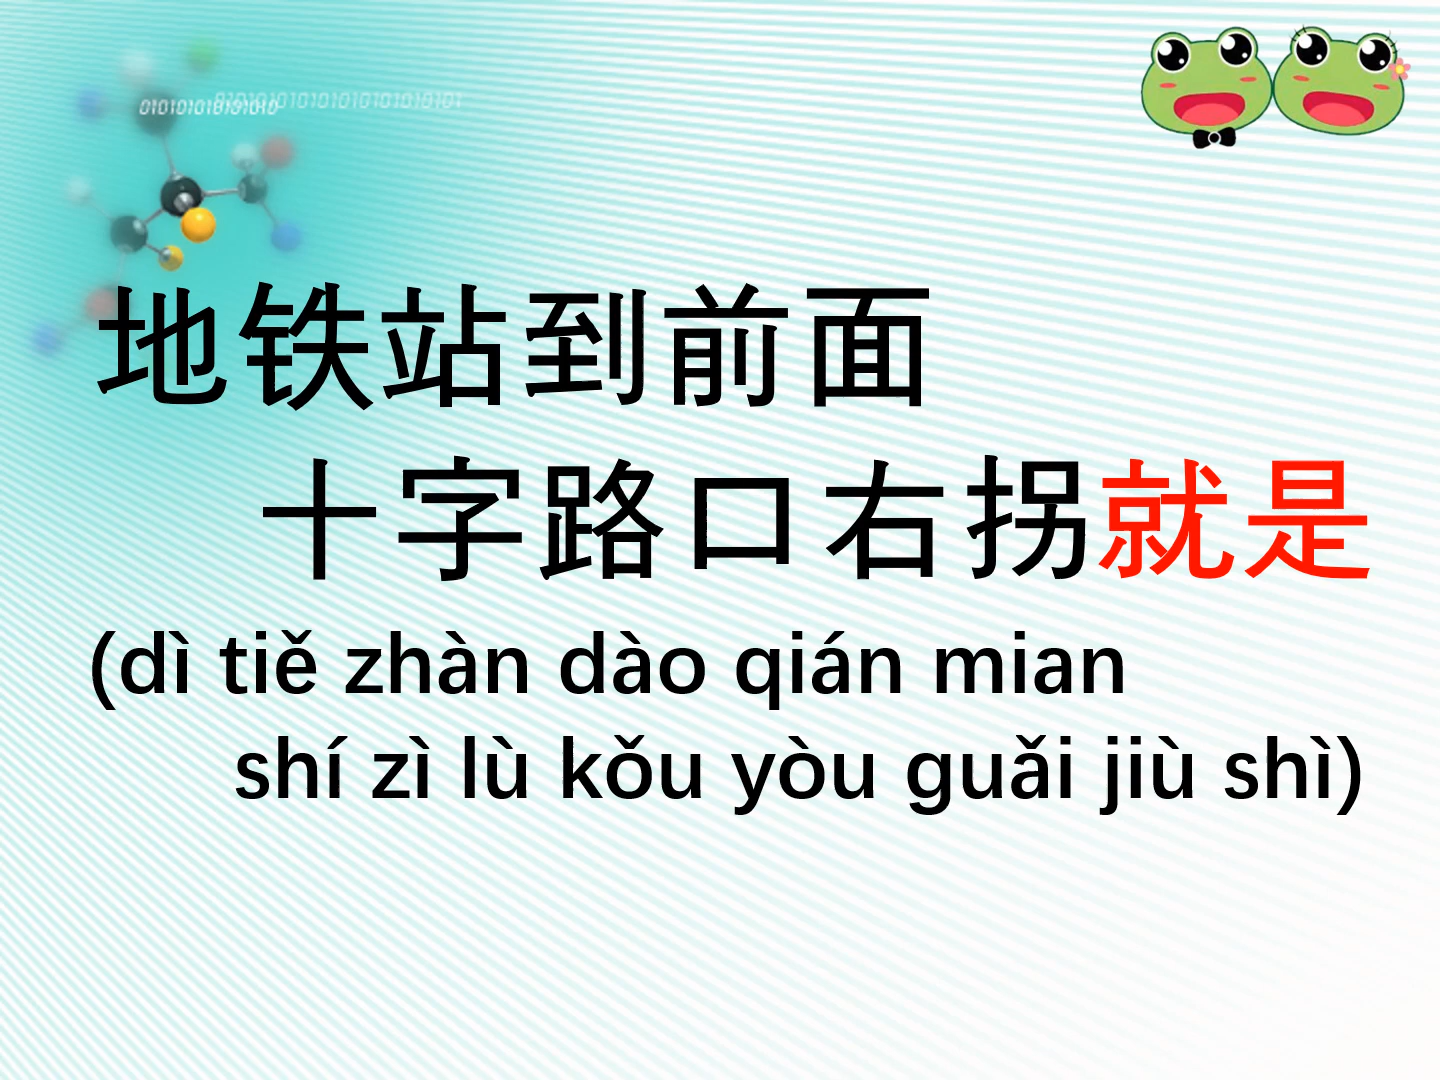 地铁站到前面
十字路口右拐就是
(dì tiě zhàn dào qián mian
shí zì lù kǒu yòu guǎi jiù shì)